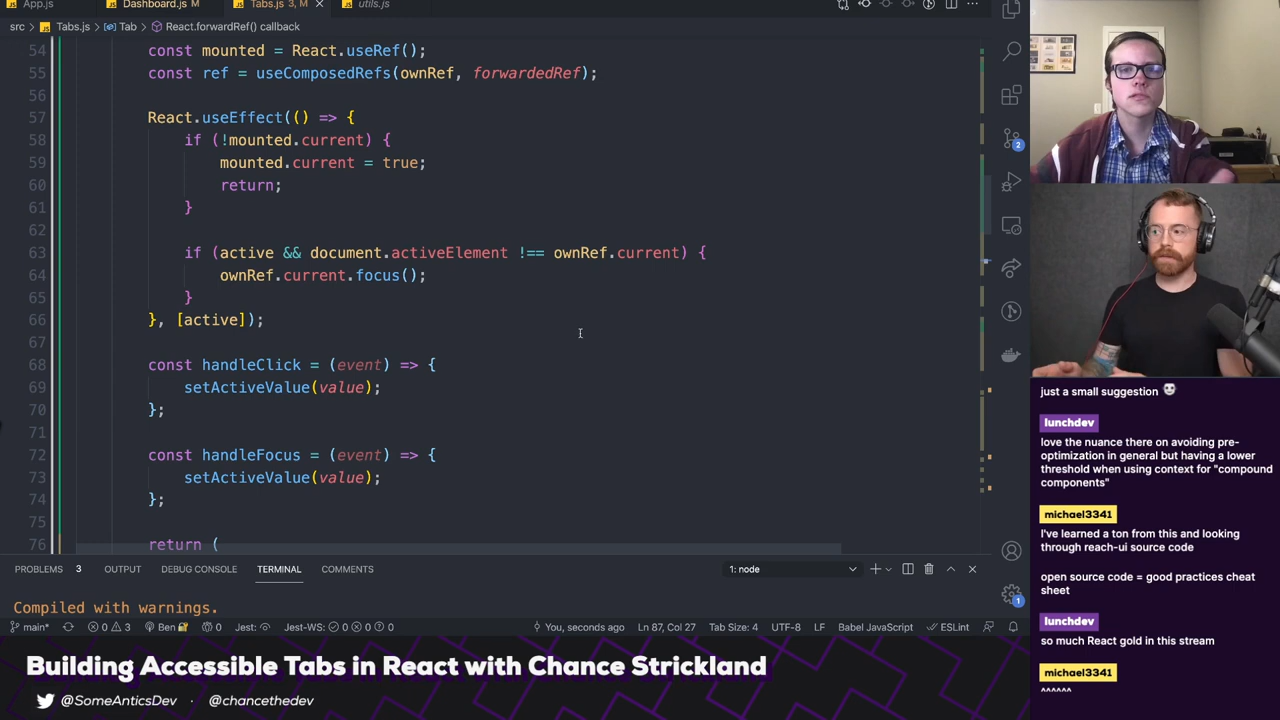 App.js
Dashboard.js
Tabs.js 3, M
utils.js
src > Tabs.js > Tab > React.forwardRef() callback
54 const mounted = React.useRef();
55 const ref = useComposedRefs(ownRef, forwardedRef);
56
57 React.useEffect(() => {
58 if (!mounted.current) {
59 mounted.current = true;
60 return;
61 }
62
63 if (active && document.activeElement !== ownRef.current) {
64 ownRef.current.focus();
65 }
66 }, [active]);
67
68 const handleClick = (event) => {
69 setActiveValue(value);
70 };
71
72 const handleFocus = (event) => {
73 setActiveValue(value);
74 };
75
76 return (
PROBLEMS 3 OUTPUT DEBUG CONSOLE TERMINAL COMMENTS 1: node
Compiled with warnings.
main* 0 3 Ben 0 Jest: Jest-WS: 0 0 0 You, seconds ago Ln 87, Col 27 Tab Size: 4 UTF-8 LF Babel JavaScript ESLint
2
1
just a small suggestion
lunchdev
love the nuance there on avoiding pre-
optimization in general but having a lower
threshold when using context for "compound
components"
michael3341
I've learned a ton from this and looking
through reach-ui source code
open source code = good practices cheat
sheet
lunchdev
so much React gold in this stream
michael3341
^^^^^^
Building Accessible Tabs in React with Chance Strickland
@SomeAnticsDev · @chancethedev